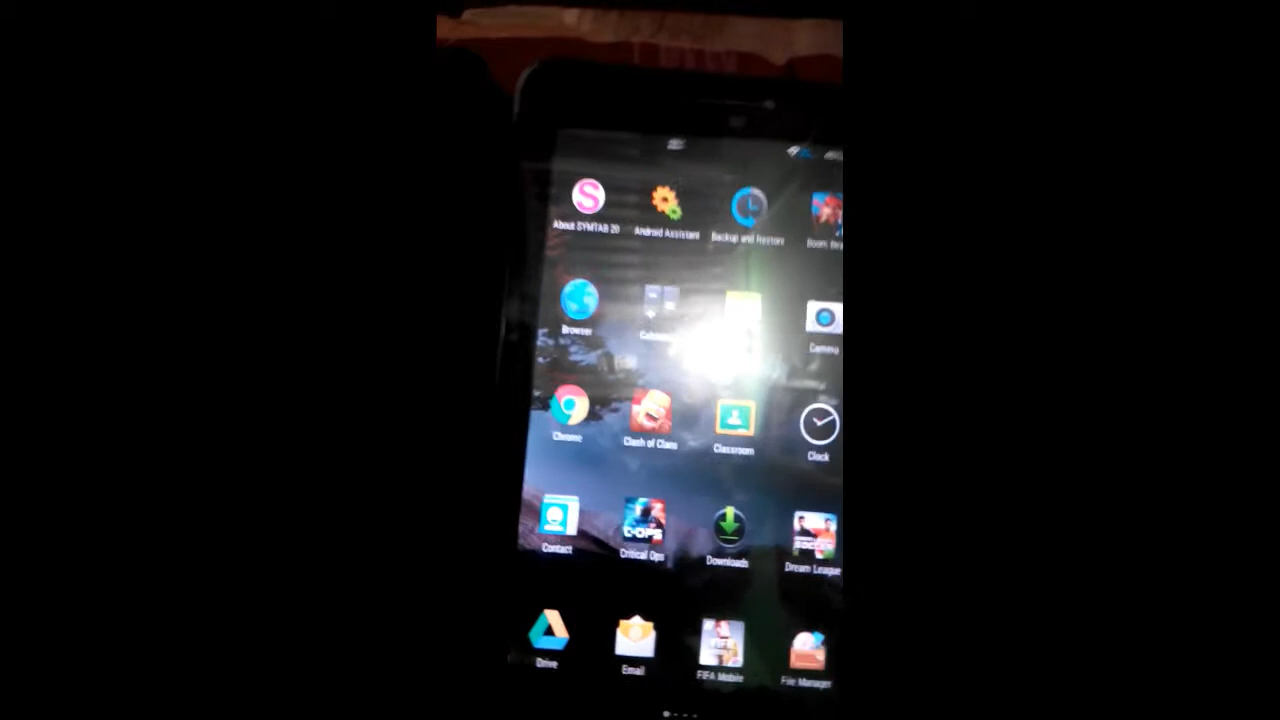 About SYMTAB 20
Android Assistant
Backup and Restore
Boom Bea
Browser
Camera
Chrome
Clash of Clans
Classroom
Clock
Contact
Critical Ops
Downloads
Dream League
Drive
Email
FIFA Mobile
File Manager